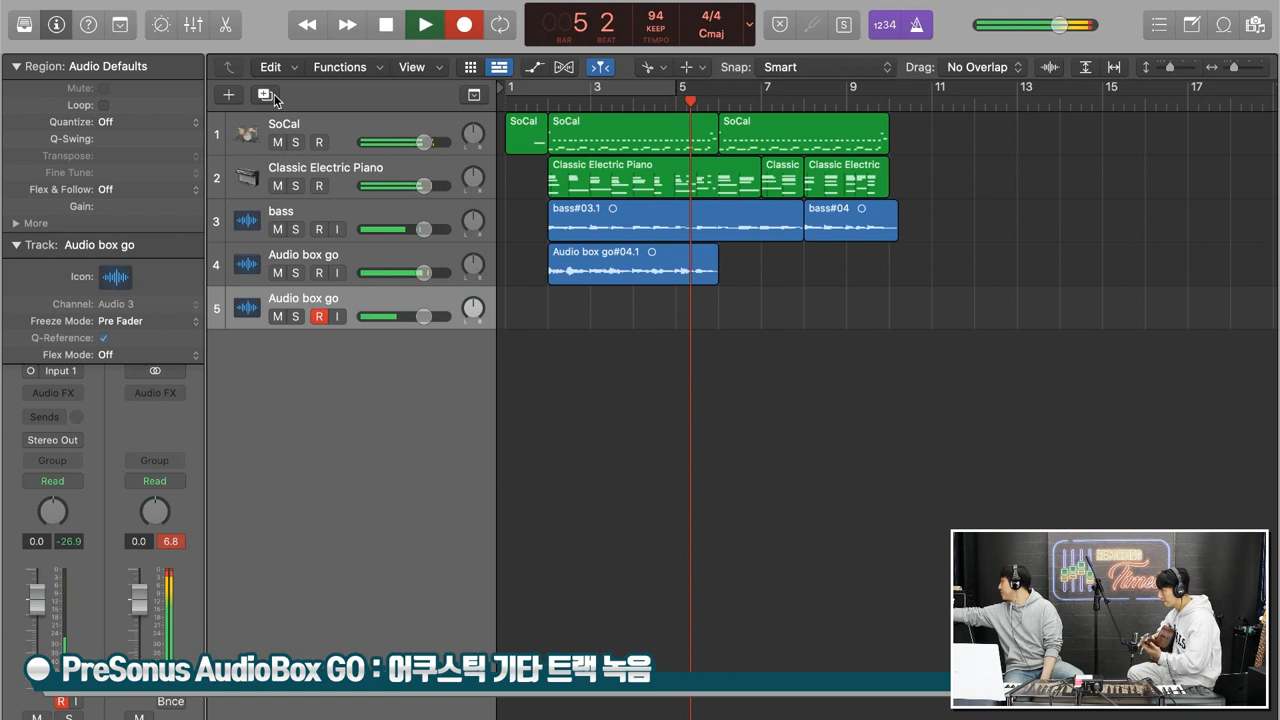 5 2
BAR BEAT
94
TEMPO
4/4
Cmaj
S
1234
Region: Audio Defaults
Mute:
Loop:
Quantize: Off
Q-Swing:
Transpose:
Fine Tune:
Flex & Follow: Off
Gain:
More
Track: Audio box go
Icon:
Channel: Audio 3
Freeze Mode: Pre Fader
Q-Reference:
Flex Mode: Off
Input 1
Audio FX Audio FX
Sends
Stereo Out
Group Group
Read Read
0.0 -26.9 0.0 6.8
R I Bnce
M S M
Edit Functions View
Snap: Smart
Drag: No Overlap
1 3 5 7 9 11 13 15 17
1 SoCal
M S R
2 Classic Electric Piano
M S R
3 bass
M S R I
4 Audio box go
M S R I
5 Audio box go
M S R I
SoCal SoCal SoCal
Classic Electric Piano Classic Classic Electric
bass#03.1 bass#04
Audio box go#04.1
Time
PreSonus AudioBox GO : 어쿠스틱 기타 트랙 녹음